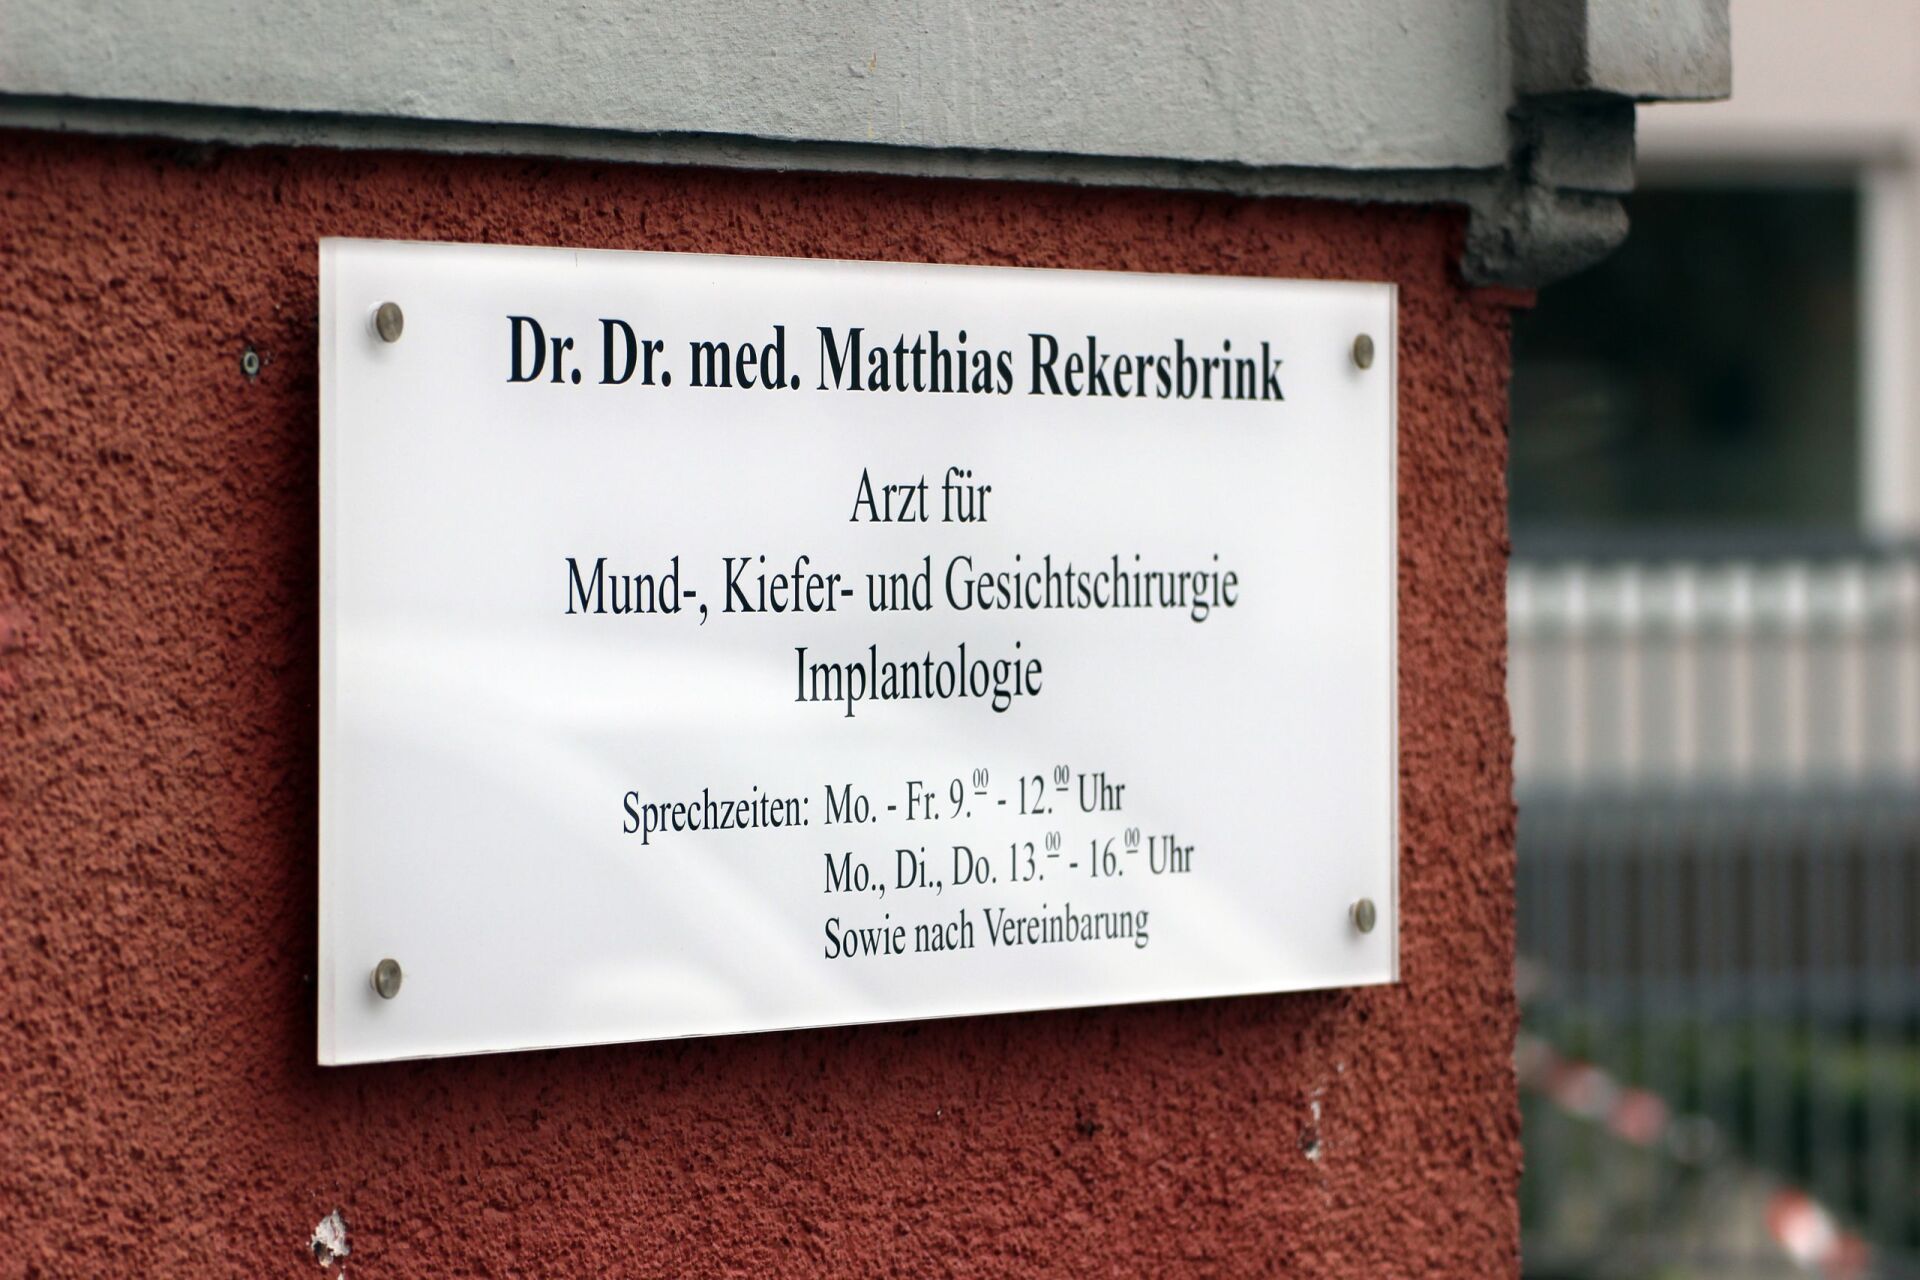 Dr. Dr. med. Matthias Rekersbrink
Arzt für
Mund-, Kiefer- und Gesichtschirurgie
Implantologie
Sprechzeiten: Mo. - Fr. 9.00 - 12.00 Uhr
Mo., Di., Do. 13.00 - 16.00 Uhr
Sowie nach Vereinbarung